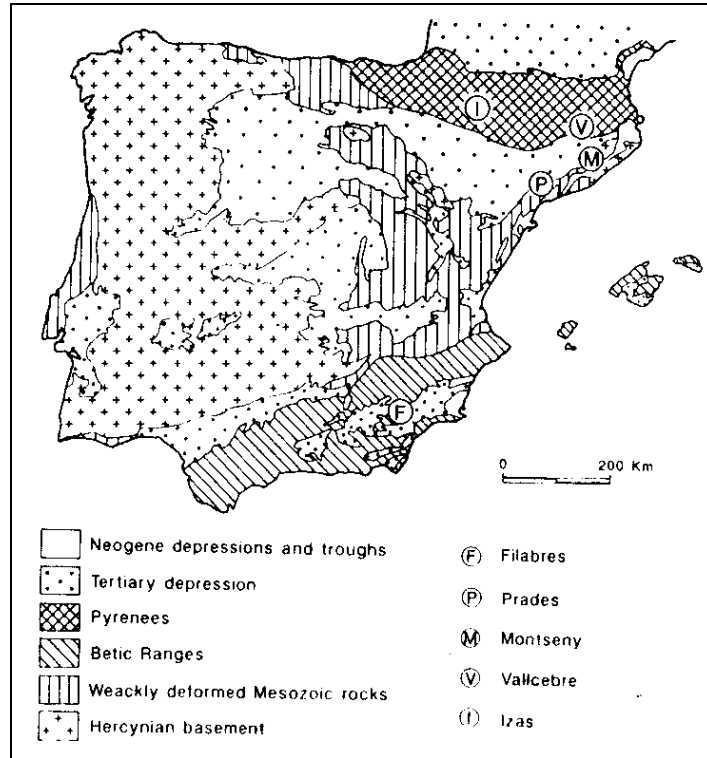 I
V
M
P
F
0 200 Km
Neogene depressions and troughs
Tertiary depression
Pyrenees
Betic Ranges
Weackly deformed Mesozoic rocks
Hercynian basement
F Filabres
P Prades
M Montseny
V Vallcebre
I Izas